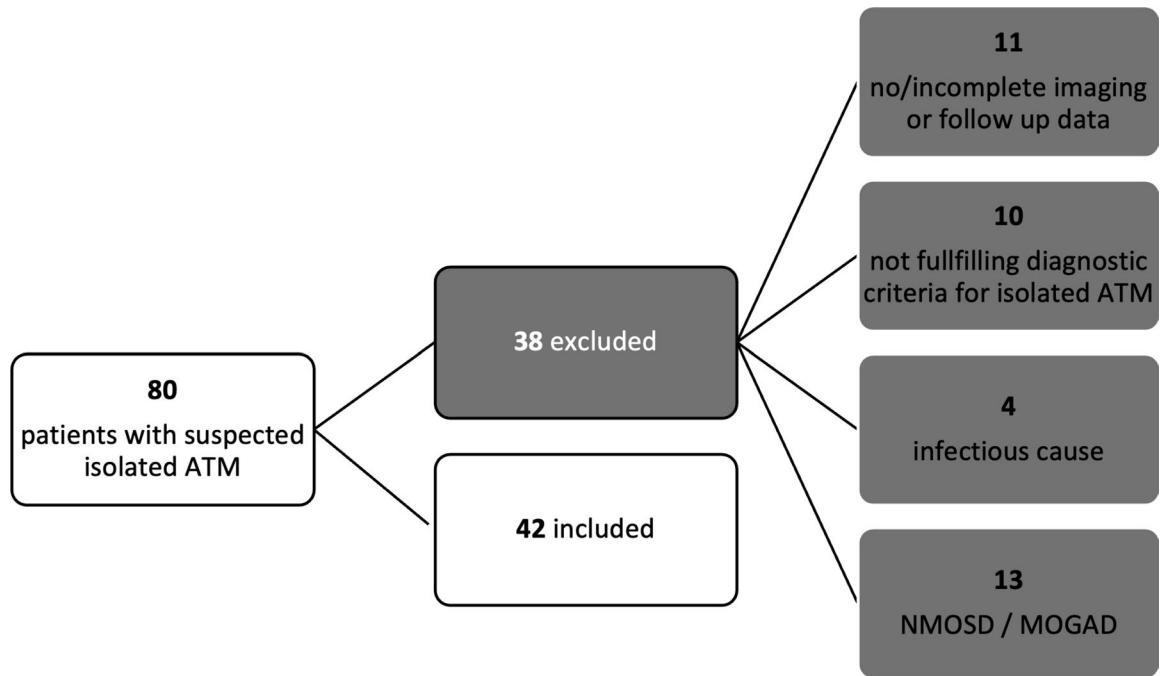 80
patients with suspected
isolated ATM
38 excluded
42 included
11
no/incomplete imaging
or follow up data
10
not fullfilling diagnostic
criteria for isolated ATM
4
infectious cause
13
NMOSD / MOGAD